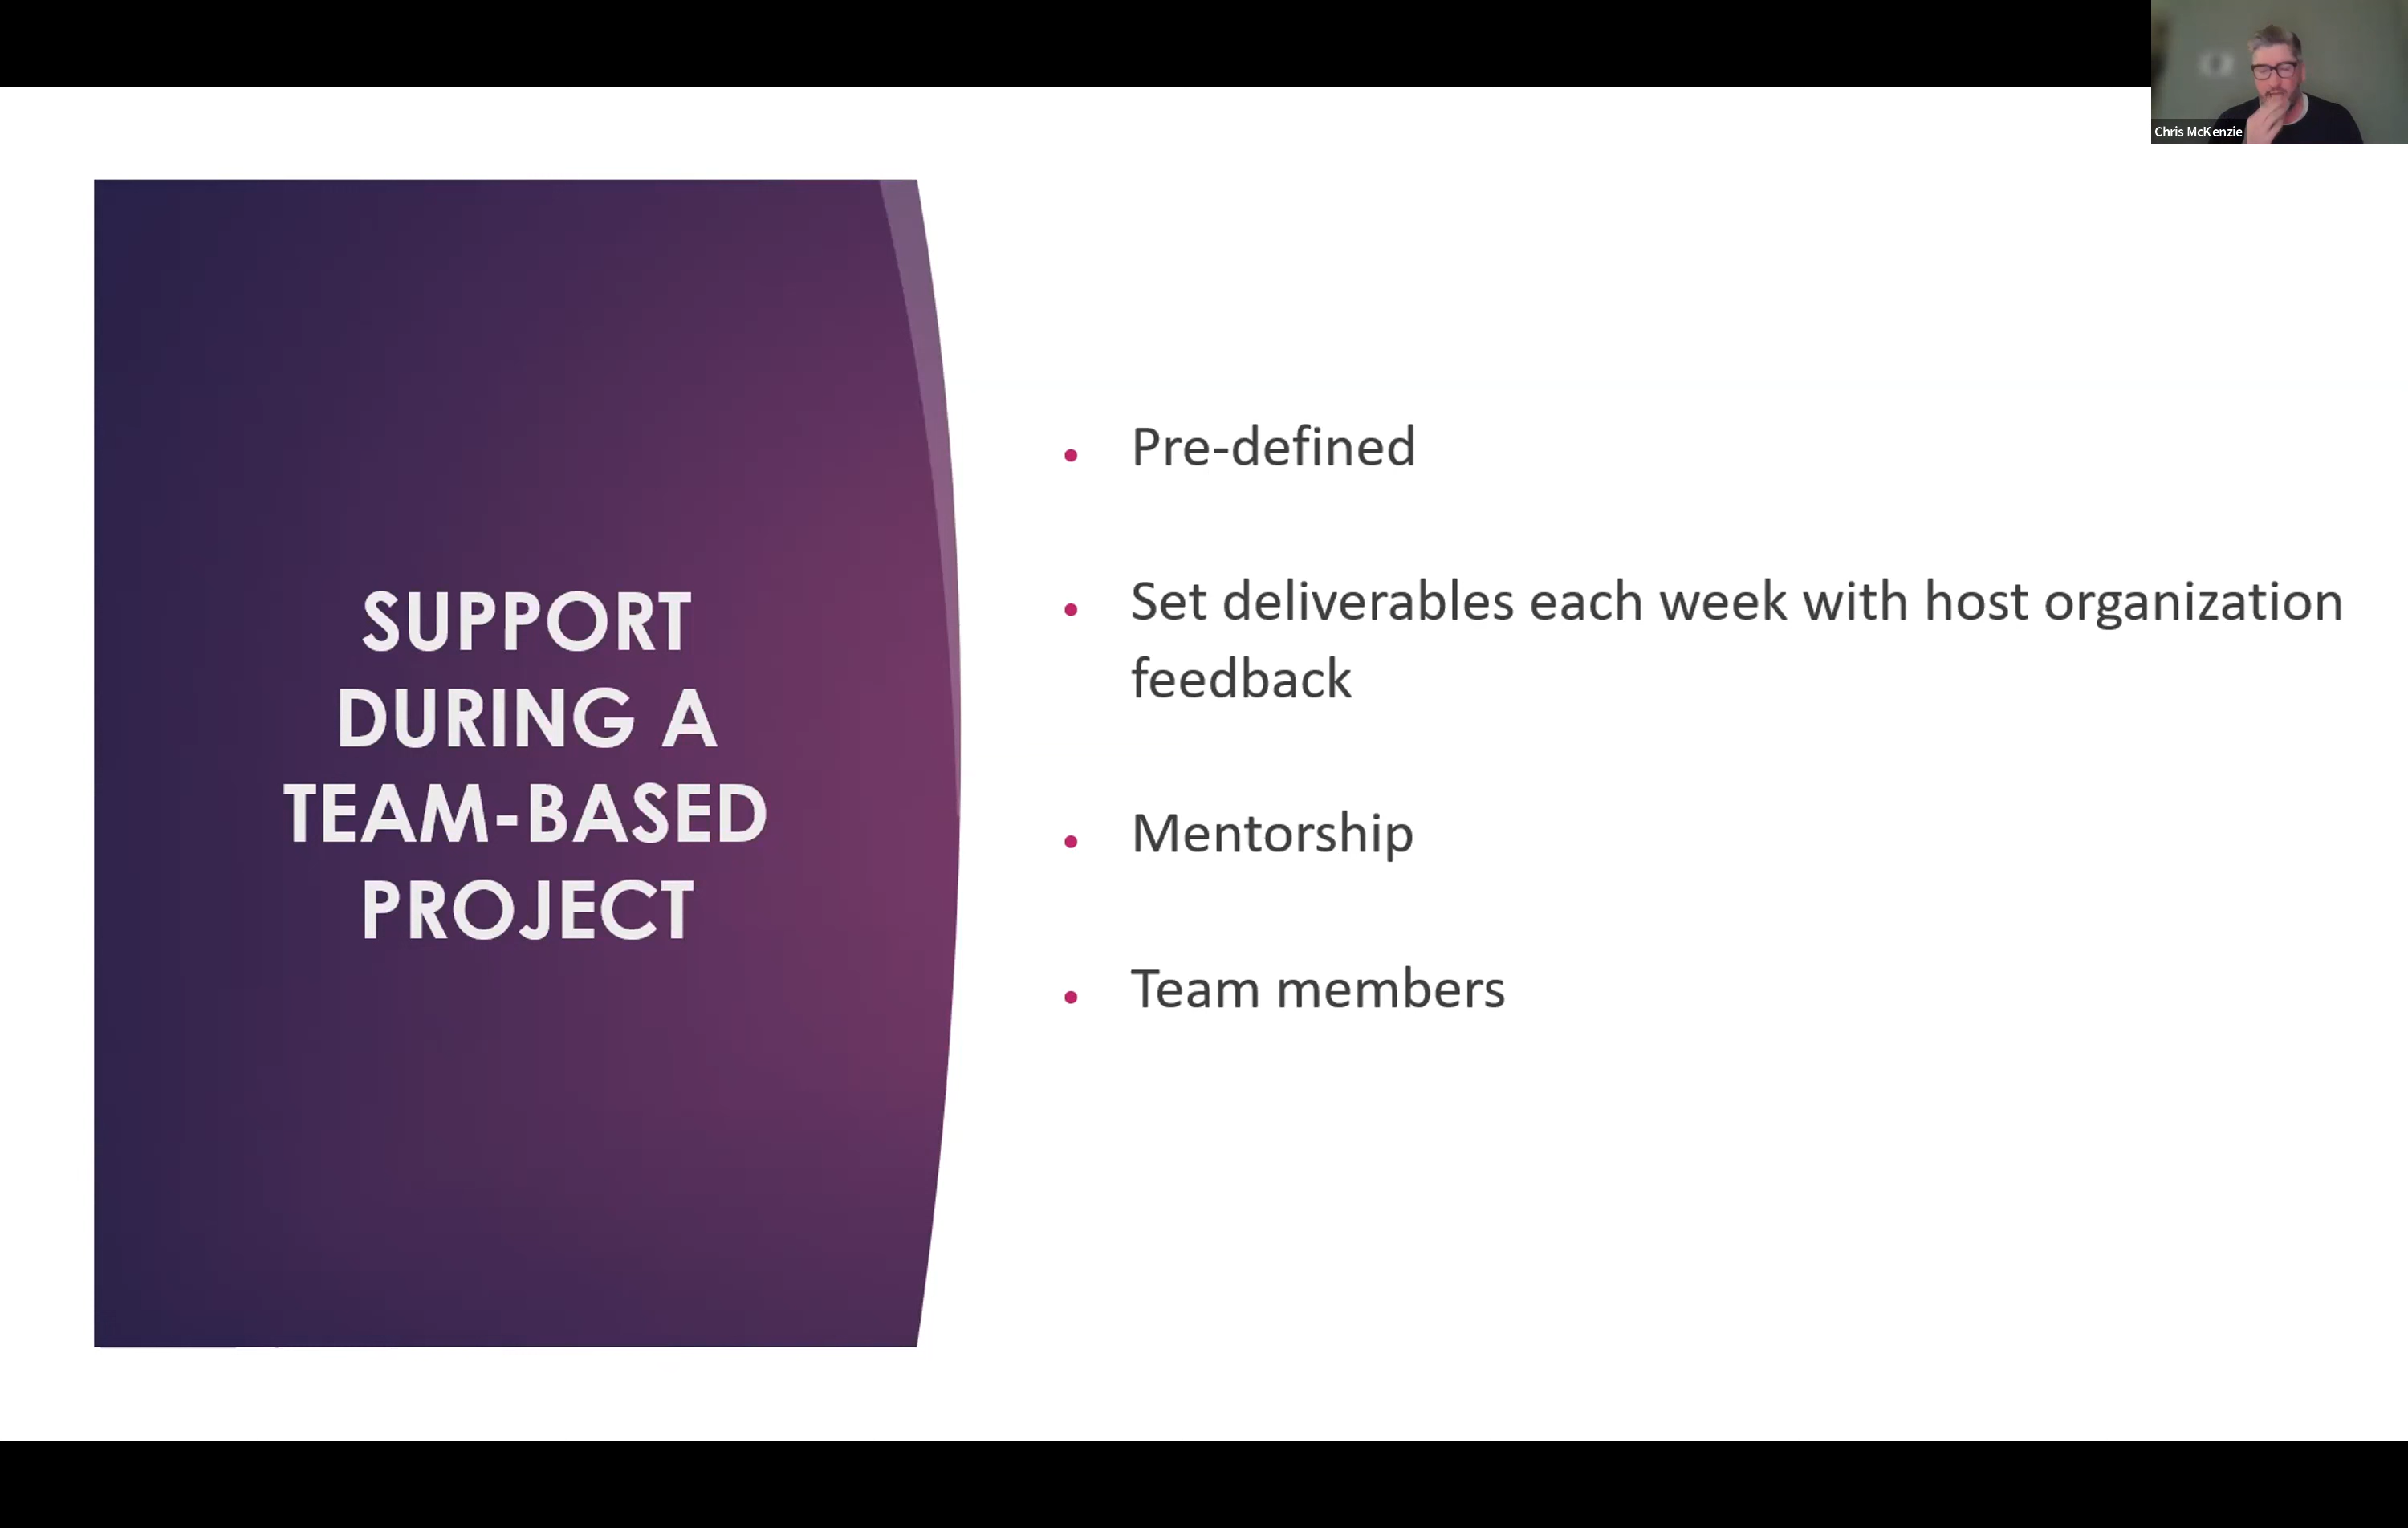 Chris McKenzie
SUPPORT
DURING A
TEAM-BASED
PROJECT
Pre-defined
Set deliverables each week with host organization
feedback
Mentorship
Team members